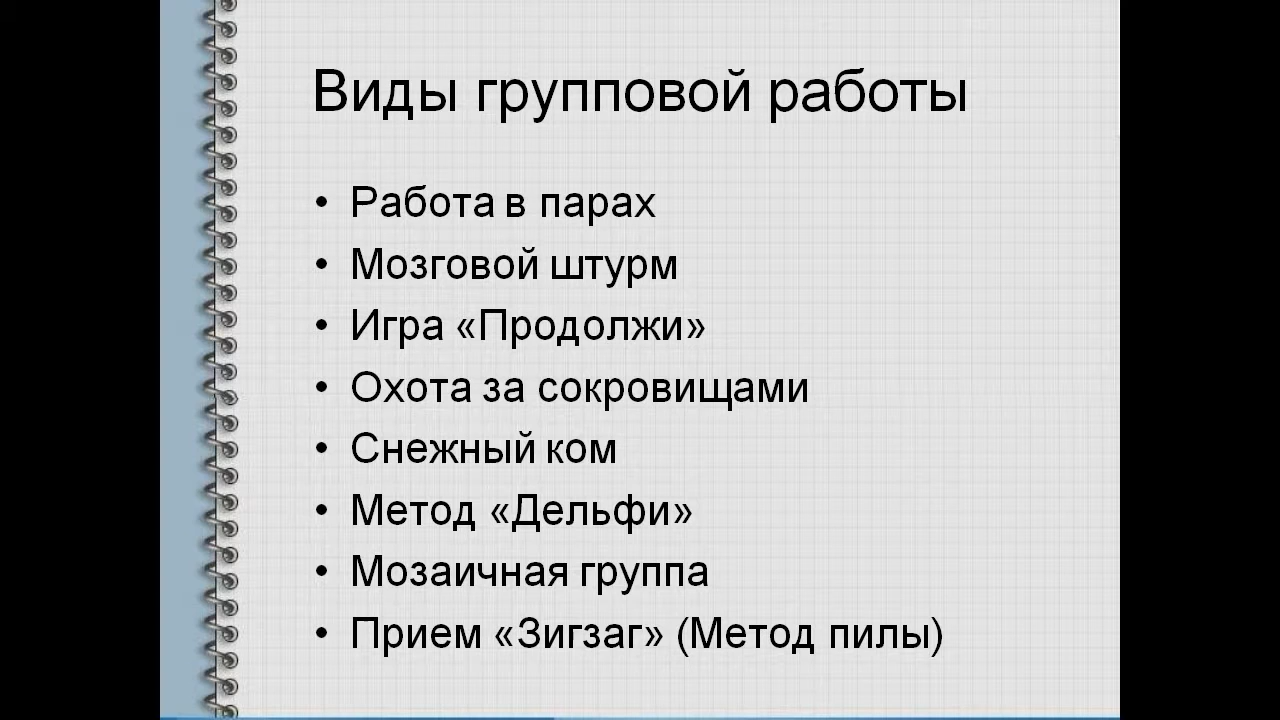 Виды групповой работы
• Работа в парах
• Мозговой штурм
• Игра «Продолжи»
• Охота за сокровищами
• Снежный ком
• Метод «Дельфи»
• Мозаичная группа
• Прием «Зигзаг» (Метод пилы)